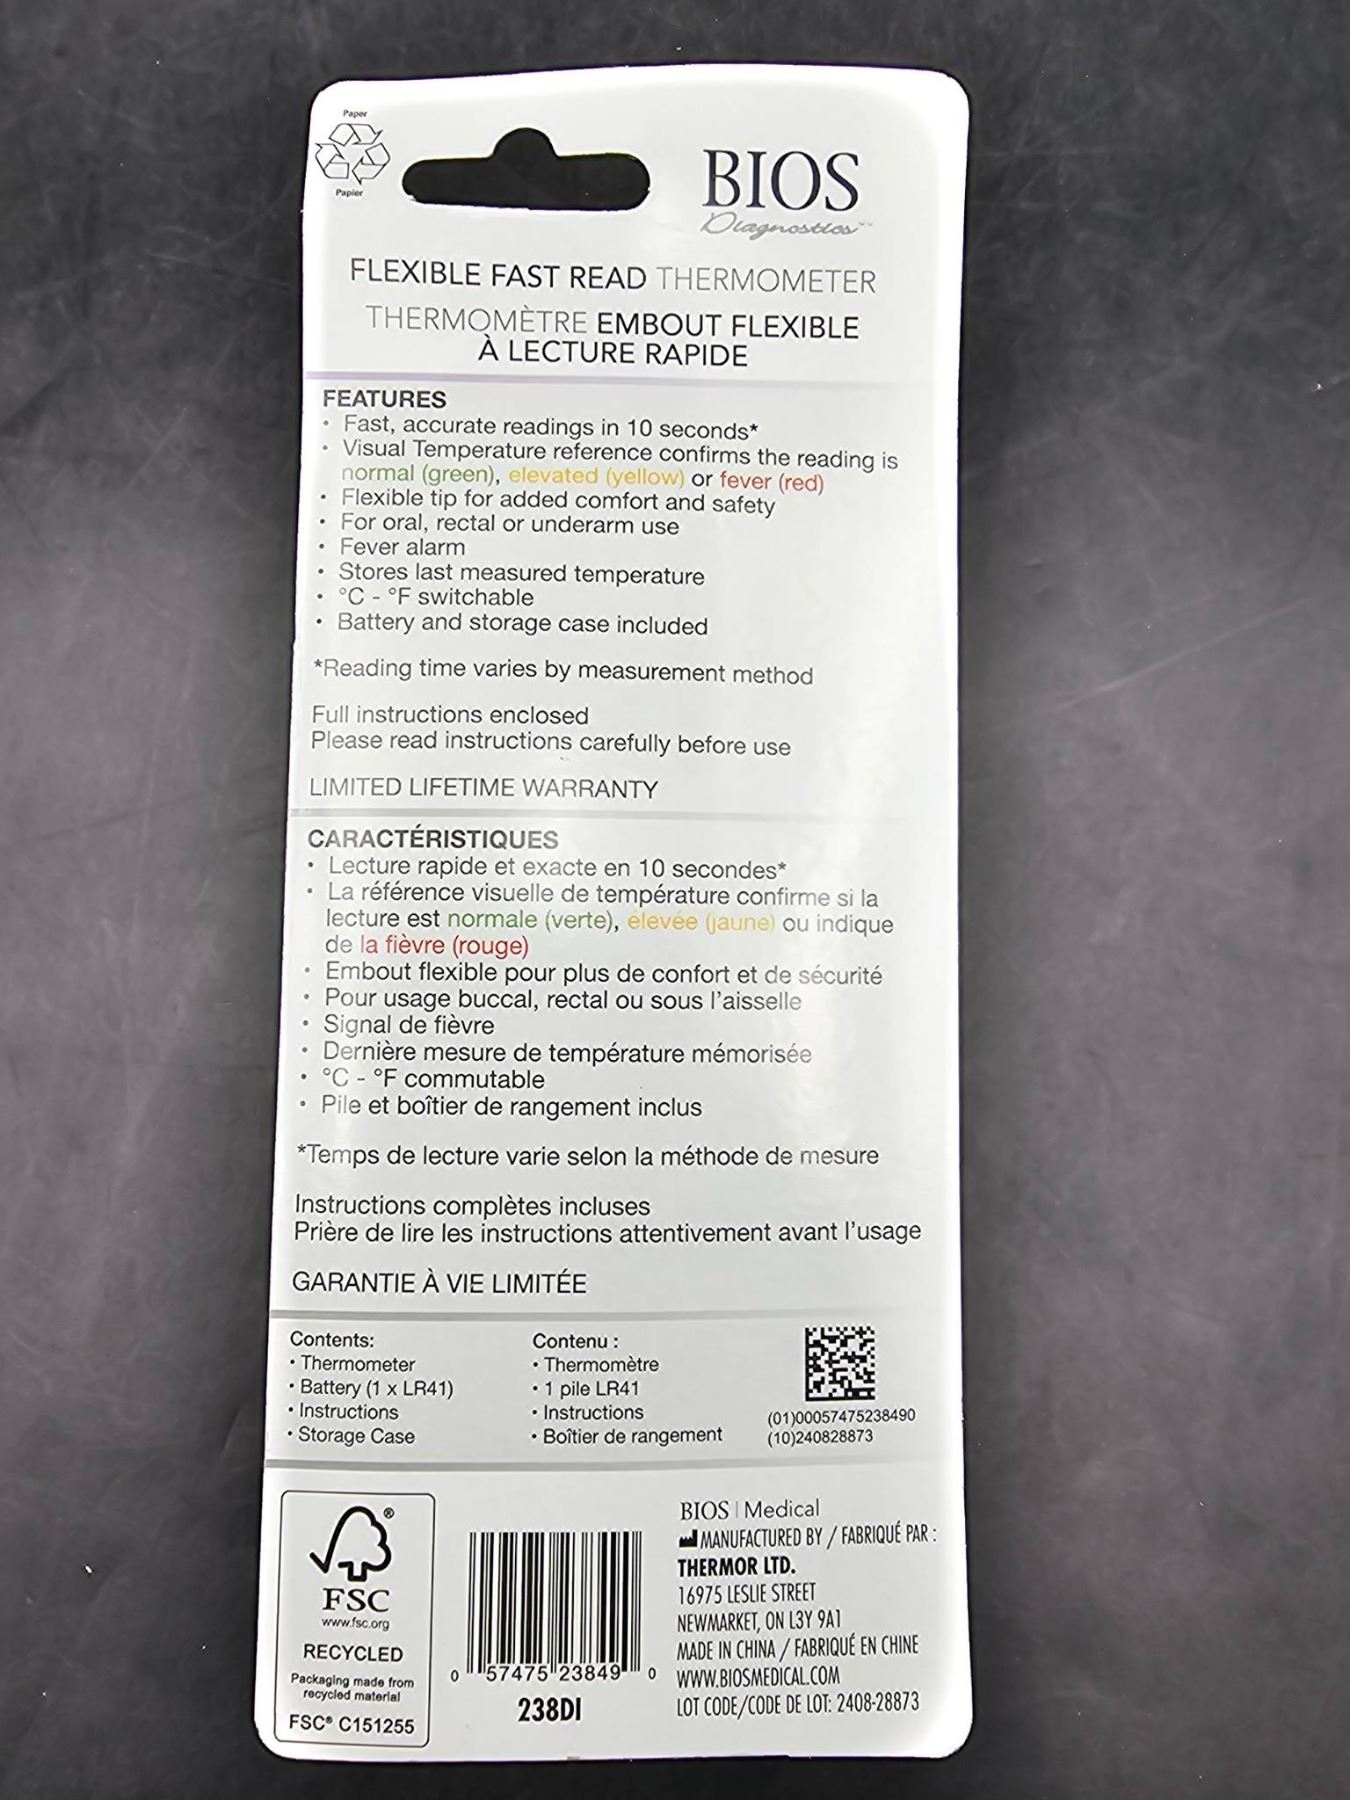 Paper
Papier
BIOS
Diagnostics™
FLEXIBLE FAST READ THERMOMETER
THERMOMÈTRE EMBOUT FLEXIBLE
À LECTURE RAPIDE
FEATURES
• Fast, accurate readings in 10 seconds*
• Visual Temperature reference confirms the reading is
normal (green), elevated (yellow) or fever (red)
• Flexible tip for added comfort and safety
• For oral, rectal or underarm use
• Fever alarm
• Stores last measured temperature
• °C - °F switchable
• Battery and storage case included
*Reading time varies by measurement method
Full instructions enclosed
Please read instructions carefully before use
LIMITED LIFETIME WARRANTY
CARACTÉRISTIQUES
• Lecture rapide et exacte en 10 secondes*
• La référence visuelle de température confirme si la
lecture est normale (verte), élevée (jaune) ou indique
de la fièvre (rouge)
• Embout flexible pour plus de confort et de sécurité
• Pour usage buccal, rectal ou sous l'aisselle
• Signal de fièvre
• Dernière mesure de température mémorisée
• °C - °F commutable
• Pile et boîtier de rangement inclus
*Temps de lecture varie selon la méthode de mesure
Instructions complètes incluses
Prière de lire les instructions attentivement avant l'usage
GARANTIE À VIE LIMITÉE
Contents:
• Thermometer
• Battery (1 x LR41)
• Instructions
• Storage Case
Contenu :
• Thermomètre
• 1 pile LR41
• Instructions
• Boîtier de rangement
(01)00057475238490
(10)240828873
®
FSC
www.fsc.org
RECYCLED
Packaging made from
recycled material
FSC® C151255
0 57475 23849 0
238DI
BIOS | Medical
MANUFACTURED BY / FABRIQUÉ PAR :
THERMOR LTD.
16975 LESLIE STREET
NEWMARKET, ON L3Y 9A1
MADE IN CHINA / FABRIQUÉ EN CHINE
WWW.BIOSMEDICAL.COM
LOT CODE/CODE DE LOT: 2408-28873